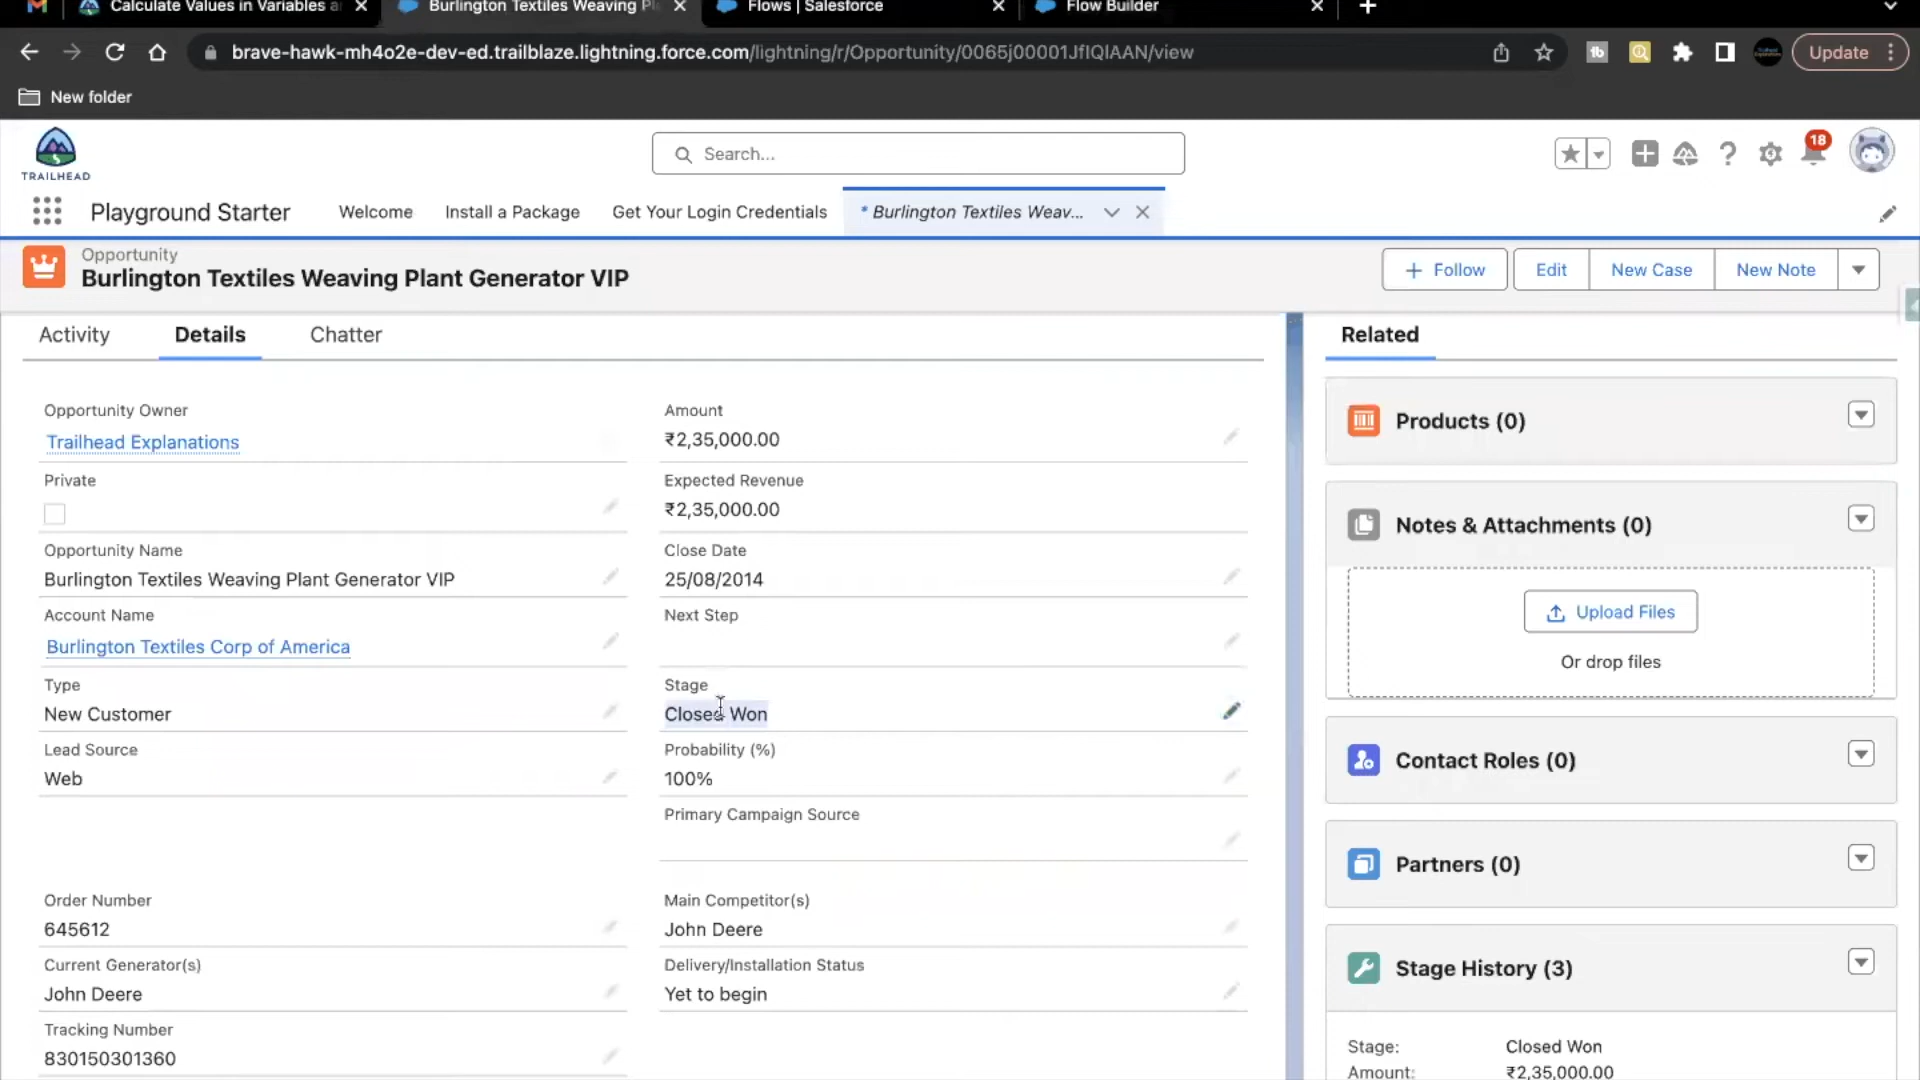 Calculate Values in Variables a
Burlington Textiles Weaving Pl
Flows | Salesforce
Flow Builder
brave-hawk-mh4o2e-dev-ed.trailblaze.lightning.force.com/lightning/r/Opportunity/0065j00001JfIQlAAN/view
Update
New folder
TRAILHEAD
Search...
18
Playground Starter
Welcome
Install a Package
Get Your Login Credentials
* Burlington Textiles Weav...
Opportunity
Burlington Textiles Weaving Plant Generator VIP
Follow
Edit
New Case
New Note
Activity
Details
Chatter
Related
Opportunity Owner
Trailhead Explanations
Amount
₹2,35,000.00
Private
Expected Revenue
₹2,35,000.00
Opportunity Name
Burlington Textiles Weaving Plant Generator VIP
Close Date
25/08/2014
Account Name
Burlington Textiles Corp of America
Next Step
Type
New Customer
Stage
Closed Won
Lead Source
Web
Probability (%)
100%
Primary Campaign Source
Order Number
645612
Main Competitor(s)
John Deere
Current Generator(s)
John Deere
Delivery/Installation Status
Yet to begin
Tracking Number
830150301360
Products (0)
Notes & Attachments (0)
Upload Files
Or drop files
Contact Roles (0)
Partners (0)
Stage History (3)
Stage: Closed Won
Amount: ₹2,35,000.00